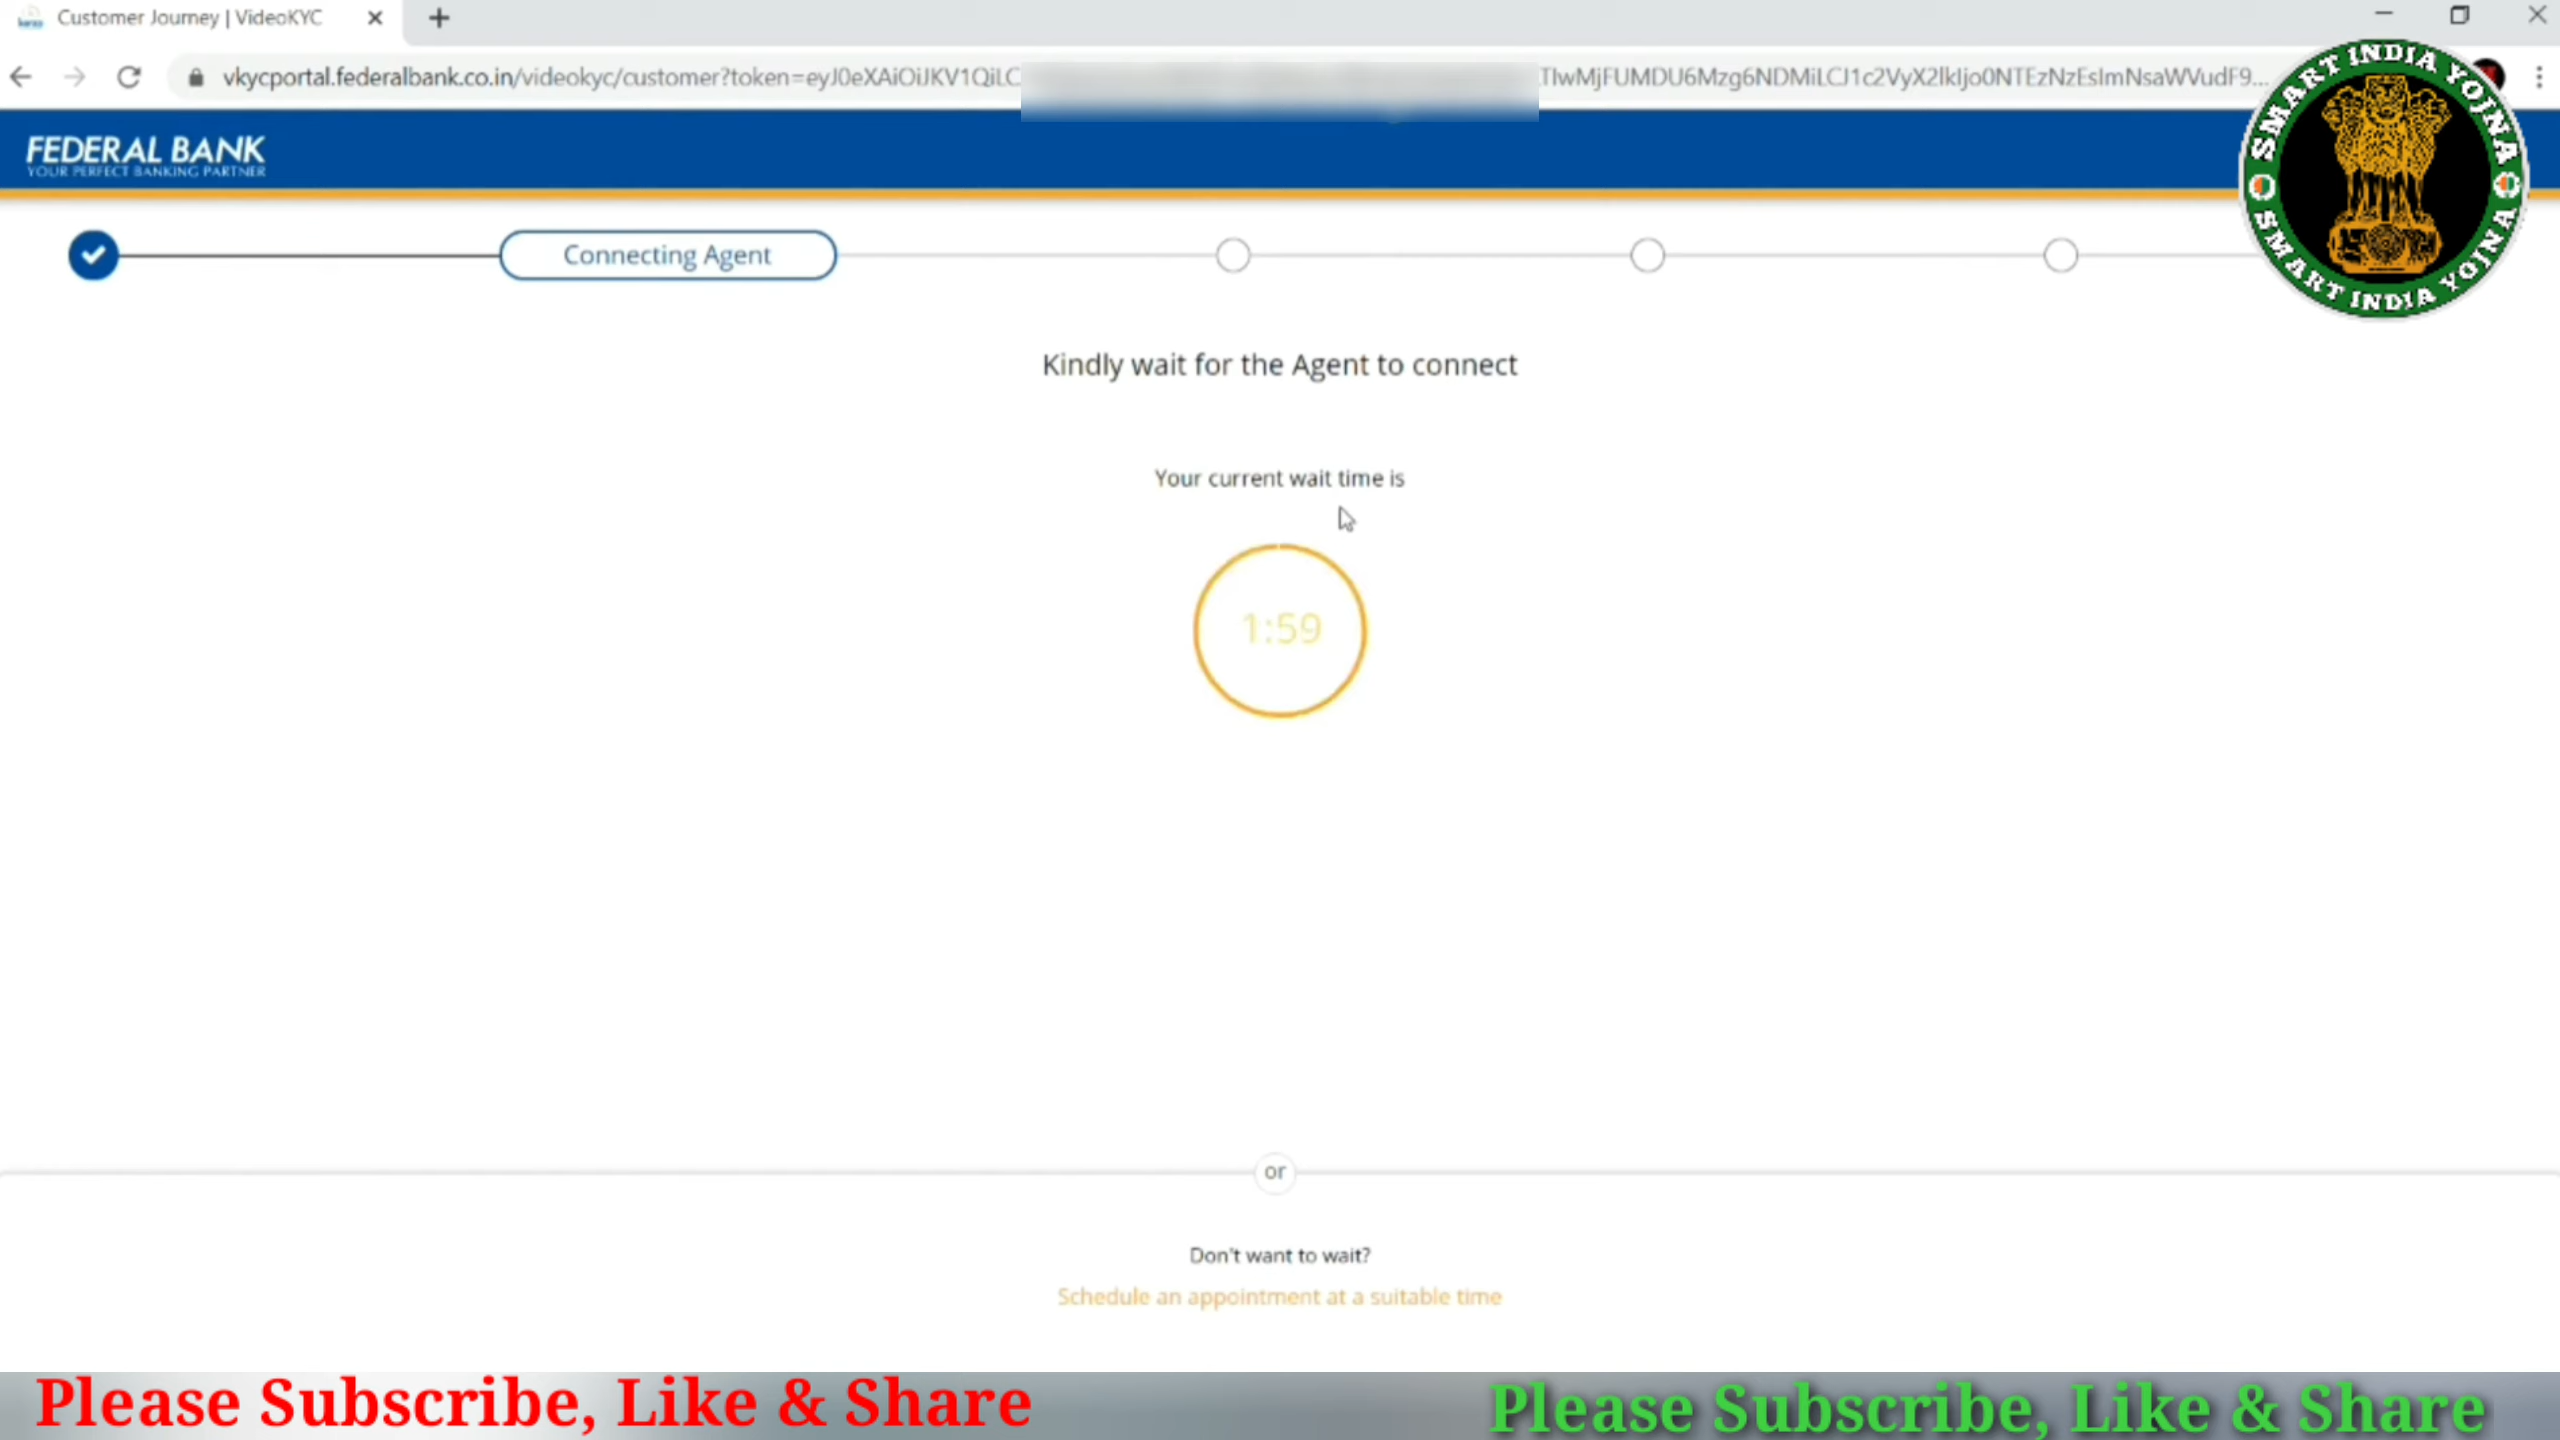 Customer Journey | VideoKYC
vkycportal.federalbank.co.in/videokyc/customer?token=eyJ0eXAiOiJKV1QiLC
TIwMjFUMDU6Mzg6NDMiLCJ1c2VyX2lkIjo0NTEzNzEsImNsaWVudF9...
SMART INDIA YOJNA
SMART INDIA YOJNA
FEDERAL BANK
YOUR PERFECT BANKING PARTNER
Connecting Agent
Kindly wait for the Agent to connect
Your current wait time is
1:59
or
Don't want to wait?
Schedule an appointment at a suitable time
Please Subscribe, Like & Share
Please Subscribe, Like & Share